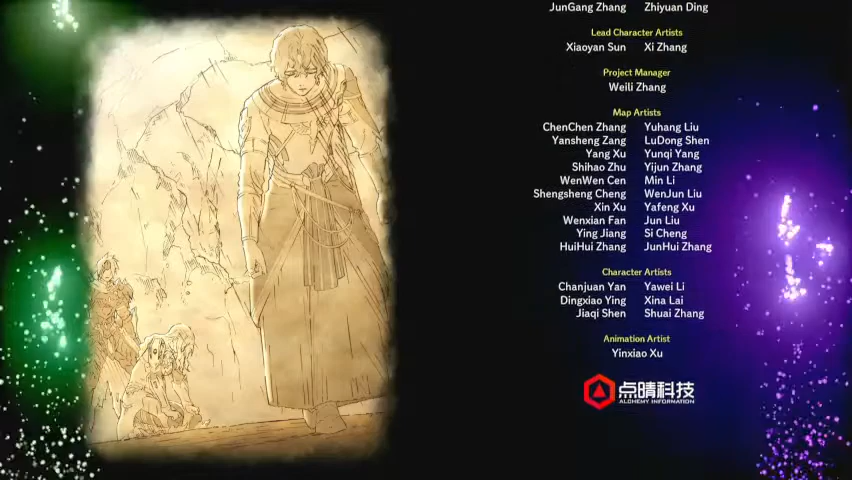 JunGang Zhang Zhiyuan Ding
Lead Character Artists
Xiaoyan Sun Xi Zhang
Project Manager
Weili Zhang
Map Artists
ChenChen Zhang Yuhang Liu
Yansheng Zang LuDong Shen
Yang Xu Yunqi Yang
Shihao Zhu Yijun Zhang
WenWen Cen Min Li
Shengsheng Cheng WenJun Liu
Xin Xu Yafeng Xu
Wenxian Fan Jun Liu
Ying Jiang Si Cheng
HuiHui Zhang JunHui Zhang
Character Artists
Chanjuan Yan Yawei Li
Dingxiao Ying Xina Lai
Jiaqi Shen Shuai Zhang
Animation Artist
Yinxiao Xu
点晴科技
ALCHEMY INFORMATION